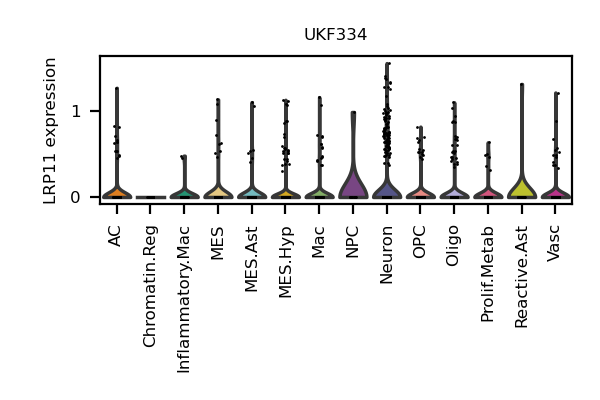 UKF334
LRP11 expression
1
0
AC
Chromatin.Reg
Inflammatory.Mac
MES
MES.Ast
MES.Hyp
Mac
NPC
Neuron
OPC
Oligo
Prolif.Metab
Reactive.Ast
Vasc